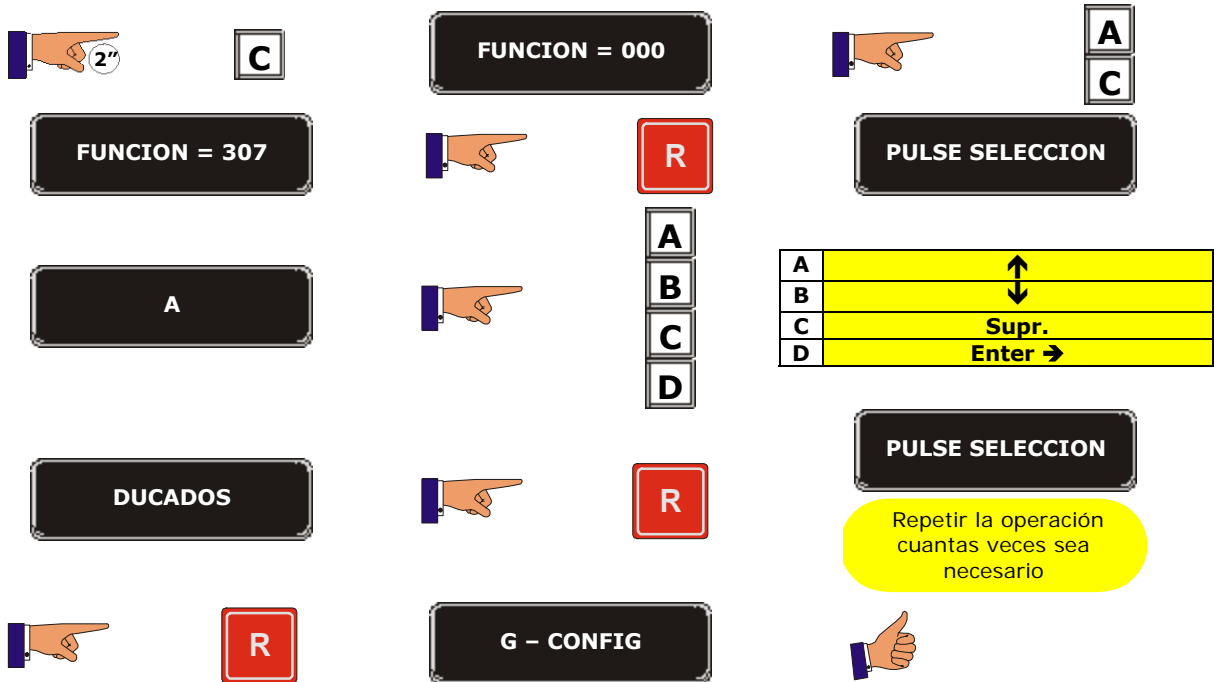 2”
C
FUNCION = 000
A
C
FUNCION = 307
R
PULSE SELECCION
A
A
B
C
D
A ↑
B ↓
C Supr.
D Enter →
DUCADOS
R
PULSE SELECCION
Repetir la operación
cuantas veces sea
necesario
R
G – CONFIG